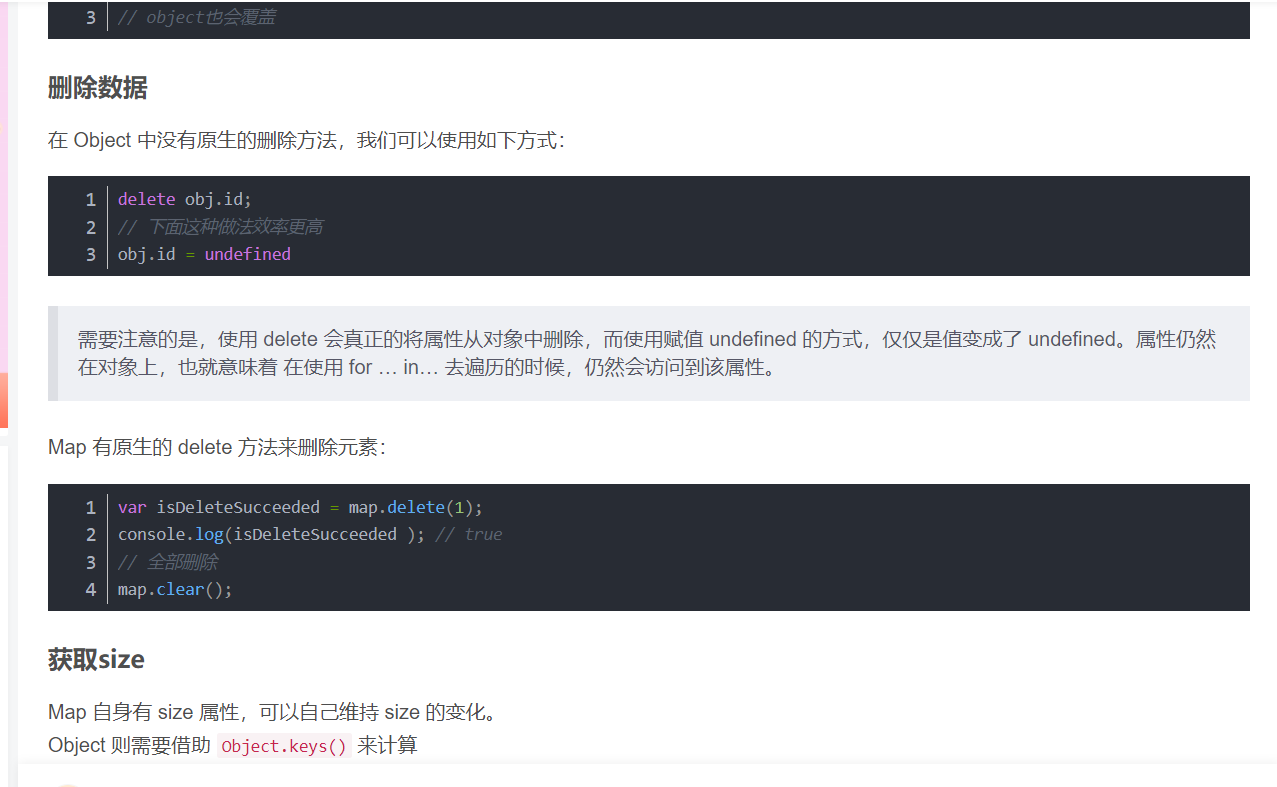 3 // object也会覆盖
删除数据
在 Object 中没有原生的删除方法，我们可以使用如下方式：
1 delete obj.id;
2 // 下面这种做法效率更高
3 obj.id = undefined
需要注意的是，使用 delete 会真正的将属性从对象中删除，而使用赋值 undefined 的方式，仅仅是值变成了 undefined。属性仍然
在对象上，也就意味着 在使用 for … in… 去遍历的时候，仍然会访问到该属性。
Map 有原生的 delete 方法来删除元素：
1 var isDeleteSucceeded = map.delete(1);
2 console.log(isDeleteSucceeded ); // true
3 // 全部删除
4 map.clear();
获取size
Map 自身有 size 属性，可以自己维持 size 的变化。
Object 则需要借助 Object.keys() 来计算